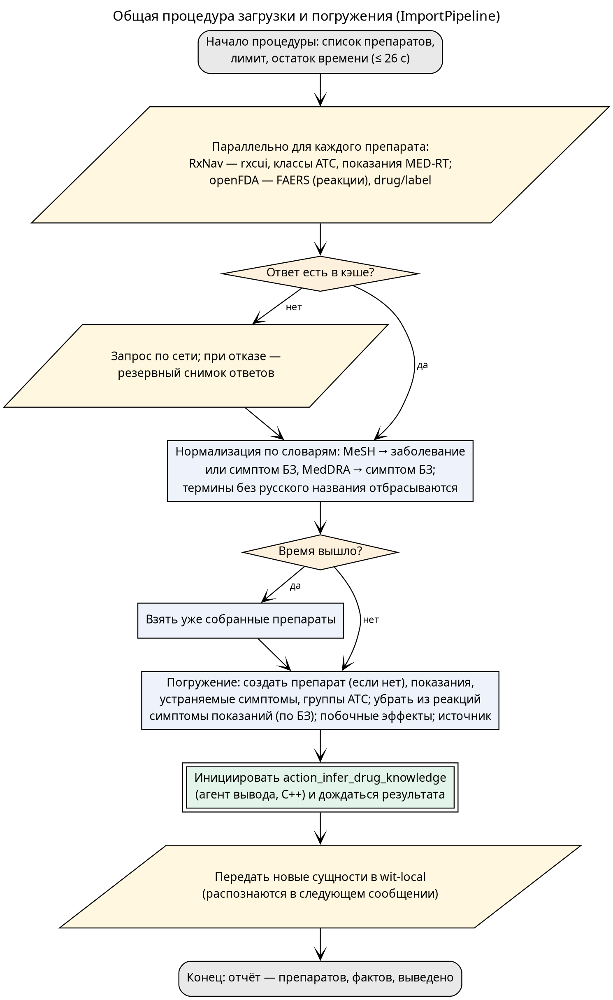 Общая процедура загрузки и погружения (ImportPipeline)
Начало процедуры: список препаратов,
лимит, остаток времени (≤ 26 с)
Параллельно для каждого препарата:
RxNav — rxcui, классы ATC, показания MED-RT;
openFDA — FAERS (реакции), drug/label
Ответ есть в кэше?
нет
Запрос по сети; при отказе —
резервный снимок ответов
да
Нормализация по словарям: MeSH → заболевание
или симптом БЗ, MedDRA → симптом БЗ;
термины без русского названия отбрасываются
Время вышло?
да
Взять уже собранные препараты
нет
Погружение: создать препарат (если нет), показания,
устраняемые симптомы, группы ATC; убрать из реакций
симптомы показаний (по БЗ); побочные эффекты; источник
Инициировать action_infer_drug_knowledge
(агент вывода, C++) и дождаться результата
Передать новые сущности в wit-local
(распознаются в следующем сообщении)
Конец: отчёт — препаратов, фактов, выведено